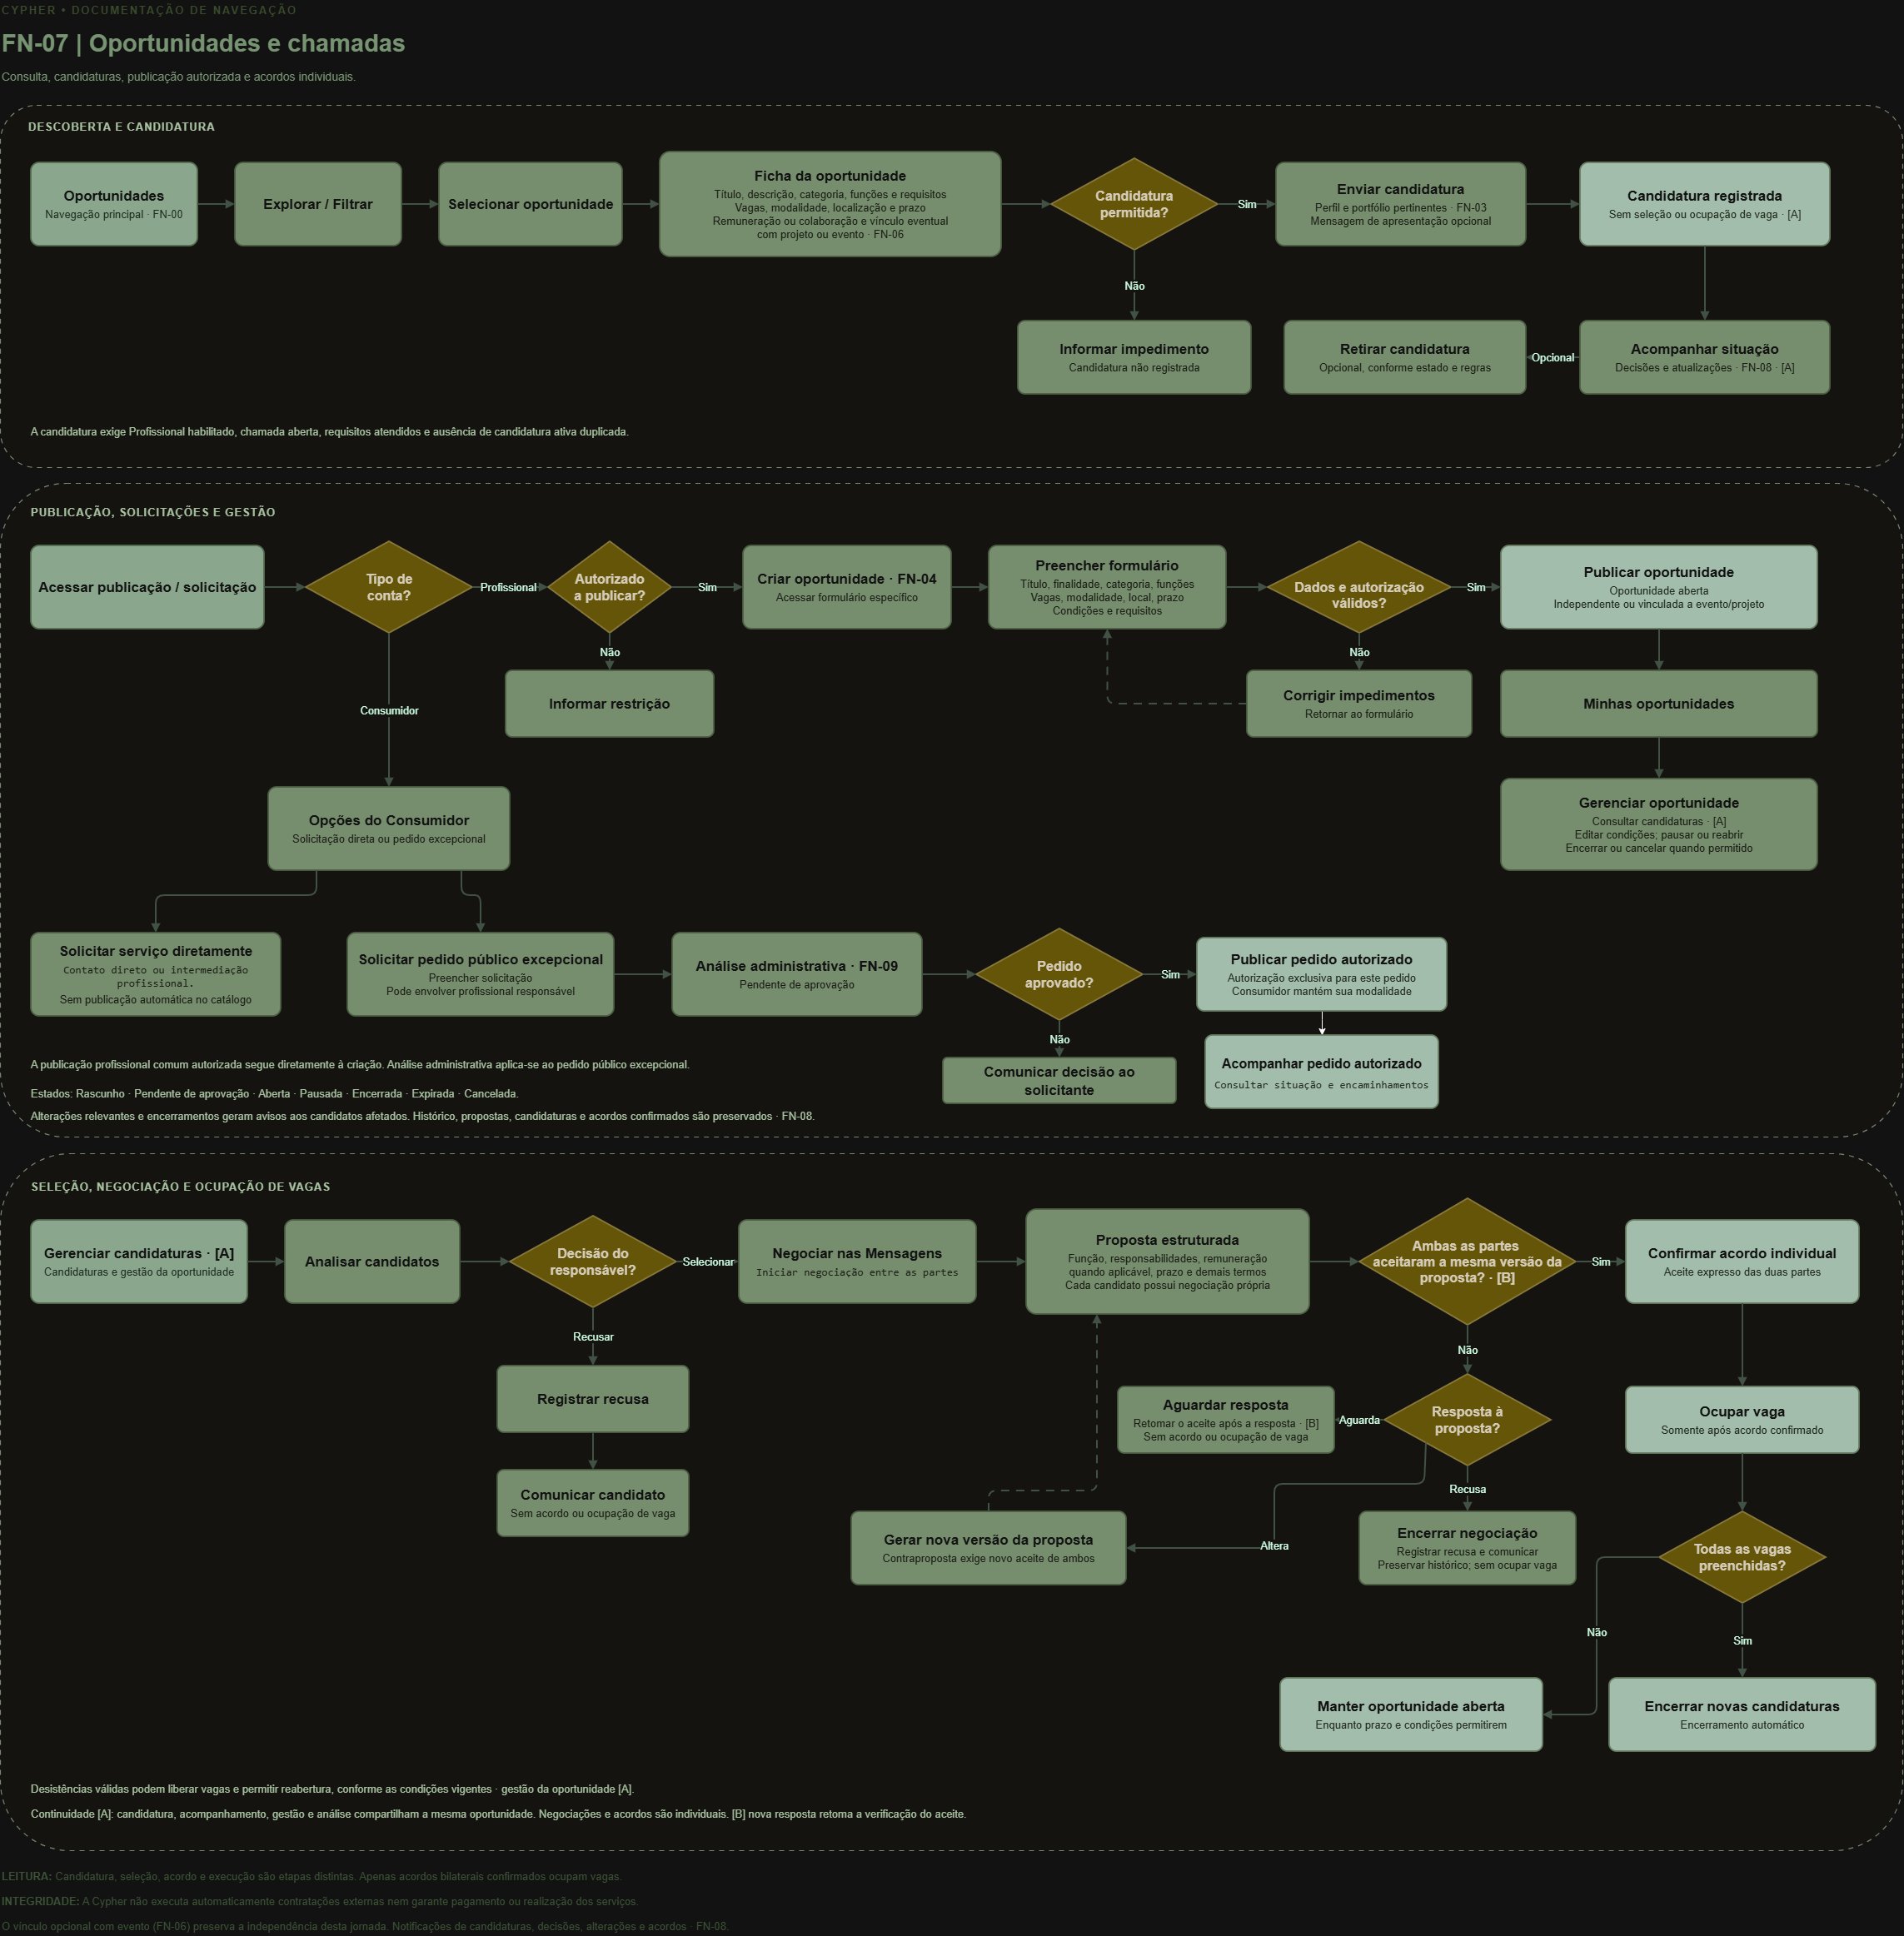 CYPHER • DOCUMENTAÇÃO DE NAVEGAÇÃO
FN-07 | Oportunidades e chamadas
Consulta, candidaturas, publicação autorizada e acordos individuais.
DESCOBERTA E CANDIDATURA
Oportunidades
Navegação principal · FN-00
Explorar / Filtrar
Selecionar oportunidade
Ficha da oportunidade
Título, descrição, categoria, funções e requisitos
Vagas, modalidade, localização e prazo
Remuneração ou colaboração e vínculo eventual
com projeto ou evento · FN-06
Candidatura
permitida?
Sim
Enviar candidatura
Perfil e portfólio pertinentes · FN-03
Mensagem de apresentação opcional
Candidatura registrada
Sem seleção ou ocupação de vaga · [A]
Não
Informar impedimento
Candidatura não registrada
Retirar candidatura
Opcional, conforme estado e regras
Opcional
Acompanhar situação
Decisões e atualizações · FN-08 · [A]
A candidatura exige Profissional habilitado, chamada aberta, requisitos atendidos e ausência de candidatura ativa duplicada.
PUBLICAÇÃO, SOLICITAÇÕES E GESTÃO
Acessar publicação / solicitação
Tipo de
conta?
Profissional
Autorizado
a publicar?
Sim
Criar oportunidade · FN-04
Acessar formulário específico
Preencher formulário
Título, finalidade, categoria, funções
Vagas, modalidade, local, prazo
Condições e requisitos
Dados e autorização
válidos?
Sim
Publicar oportunidade
Oportunidade aberta
Independente ou vinculada a evento/projeto
Não
Não
Informar restrição
Corrigir impedimentos
Retornar ao formulário
Minhas oportunidades
Consumidor
Opções do Consumidor
Solicitação direta ou pedido excepcional
Gerenciar oportunidade
Consultar candidaturas · [A]
Editar condições; pausar ou reabrir
Encerrar ou cancelar quando permitido
Solicitar serviço diretamente
Contato direto ou intermediação
profissional.
Sem publicação automática no catálogo
Solicitar pedido público excepcional
Preencher solicitação
Pode envolver profissional responsável
Análise administrativa · FN-09
Pendente de aprovação
Pedido
aprovado?
Sim
Publicar pedido autorizado
Autorização exclusiva para este pedido
Consumidor mantém sua modalidade
Não
Comunicar decisão ao
solicitante
Acompanhar pedido autorizado
Consultar situação e encaminhamentos
A publicação profissional comum autorizada segue diretamente à criação. Análise administrativa aplica-se ao pedido público excepcional.
Estados: Rascunho · Pendente de aprovação · Aberta · Pausada · Encerrada · Expirada · Cancelada.
Alterações relevantes e encerramentos geram avisos aos candidatos afetados. Histórico, propostas, candidaturas e acordos confirmados são preservados · FN-08.
SELEÇÃO, NEGOCIAÇÃO E OCUPAÇÃO DE VAGAS
Gerenciar candidaturas · [A]
Candidaturas e gestão da oportunidade
Analisar candidatos
Decisão do
responsável?
Selecionar
Negociar nas Mensagens
Iniciar negociação entre as partes
Proposta estruturada
Função, responsabilidades, remuneração
quando aplicável, prazo e demais termos
Cada candidato possui negociação própria
Ambas as partes
aceitaram a mesma versão da
proposta? · [B]
Sim
Confirmar acordo individual
Aceite expresso das duas partes
Recusar
Não
Registrar recusa
Aguardar resposta
Retomar o aceite após a resposta · [B]
Sem acordo ou ocupação de vaga
Aguarda
Resposta à
proposta?
Ocupar vaga
Somente após acordo confirmado
Comunicar candidato
Sem acordo ou ocupação de vaga
Recusa
Gerar nova versão da proposta
Contraproposta exige novo aceite de ambos
Altera
Encerrar negociação
Registrar recusa e comunicar
Preservar histórico; sem ocupar vaga
Todas as vagas
preenchidas?
Não
Sim
Manter oportunidade aberta
Enquanto prazo e condições permitirem
Encerrar novas candidaturas
Encerramento automático
Desistências válidas podem liberar vagas e permitir reabertura, conforme as condições vigentes · gestão da oportunidade [A].
Continuidade [A]: candidatura, acompanhamento, gestão e análise compartilham a mesma oportunidade. Negociações e acordos são individuais. [B] nova resposta retoma a verificação do aceite.
LEITURA: Candidatura, seleção, acordo e execução são etapas distintas. Apenas acordos bilaterais confirmados ocupam vagas.
INTEGRIDADE: A Cypher não executa automaticamente contratações externas nem garante pagamento ou realização dos serviços.
O vínculo opcional com evento (FN-06) preserva a independência desta jornada. Notificações de candidaturas, decisões, alterações e acordos · FN-08.